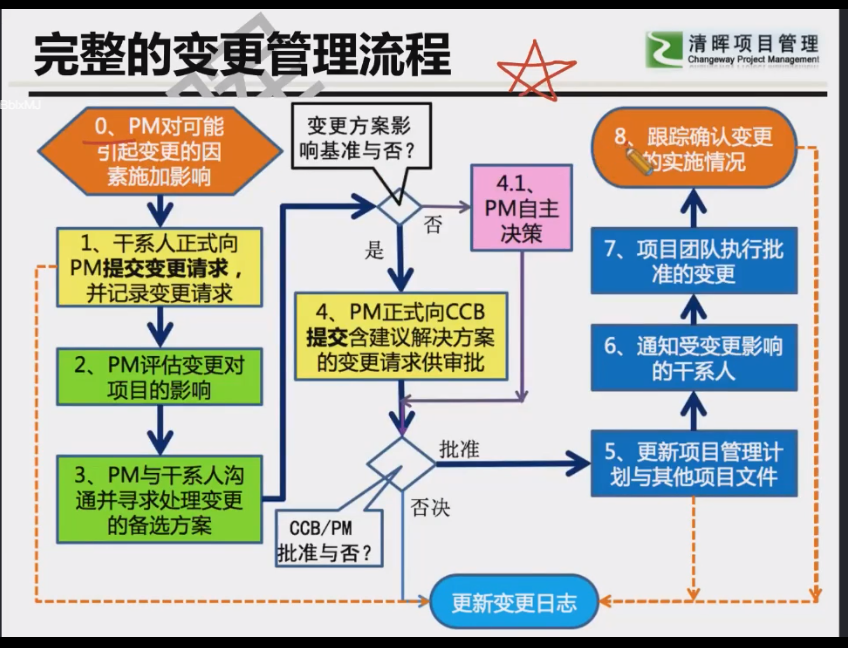 完整的变更管理流程
清晖项目管理
Changeway Project Management
0、PM对可能
引起变更的因
素施加影响
变更方案影
响基准与否？
8、跟踪确认变更
的实施情况
1、干系人正式向
PM提交变更请求，
并记录变更请求
否
4.1、
PM自主
决策
是
7、项目团队执行批
准的变更
2、PM评估变更对
项目的影响
4、PM正式向CCB
提交含建议解决方案
的变更请求供审批
6、通知受变更影响
的干系人
3、PM与干系人沟
通并寻求处理变更
的备选方案
批准
5、更新项目管理计
划与其他项目文件
否决
CCB/PM
批准与否？
更新变更日志